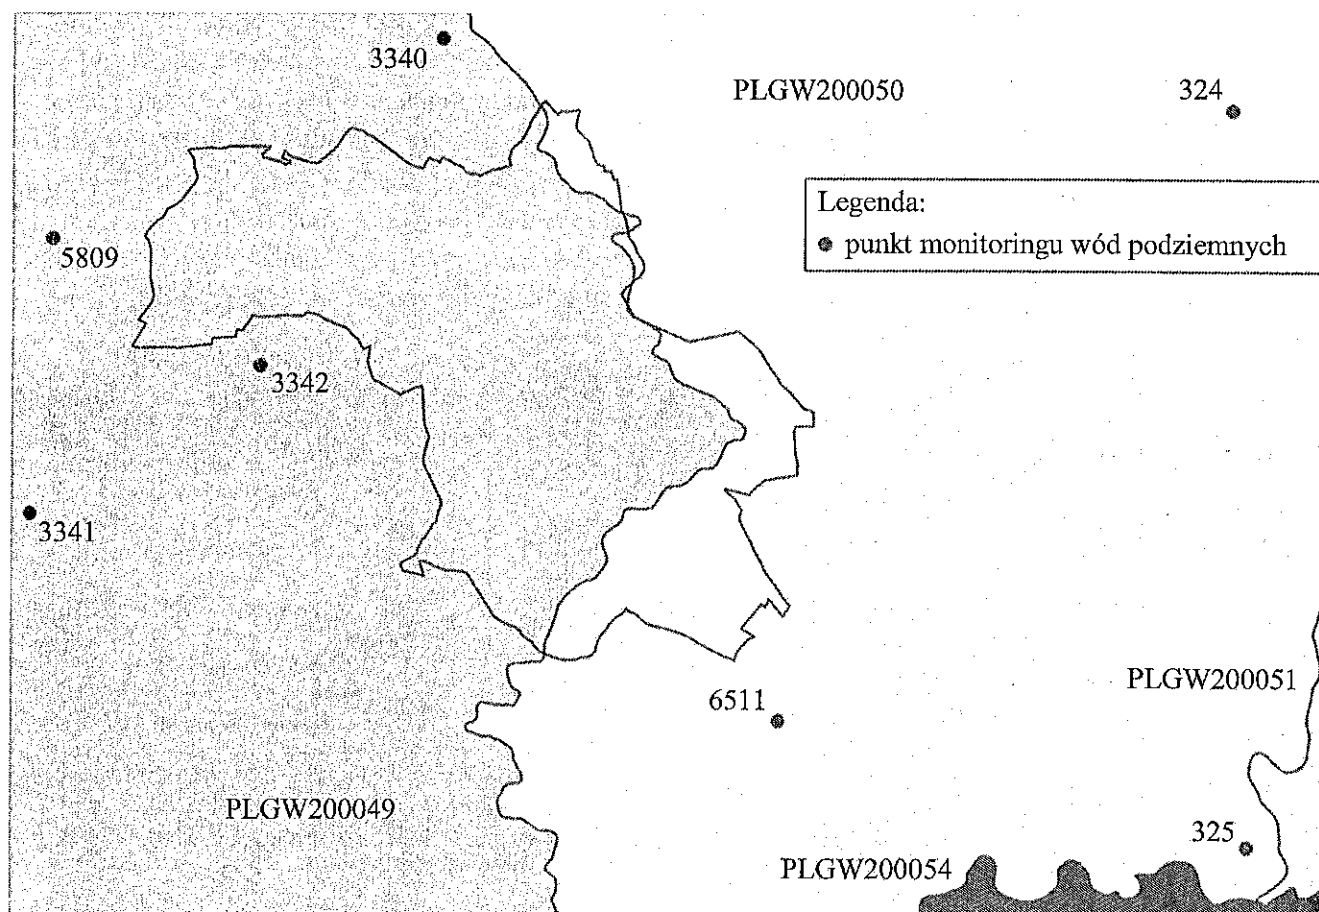 3340
PLGW200050
324
Legenda:
punkt monitoringu wód podziemnych
5809
3342
3341
PLGW200051
6511
PLGW200049
325
PLGW200054